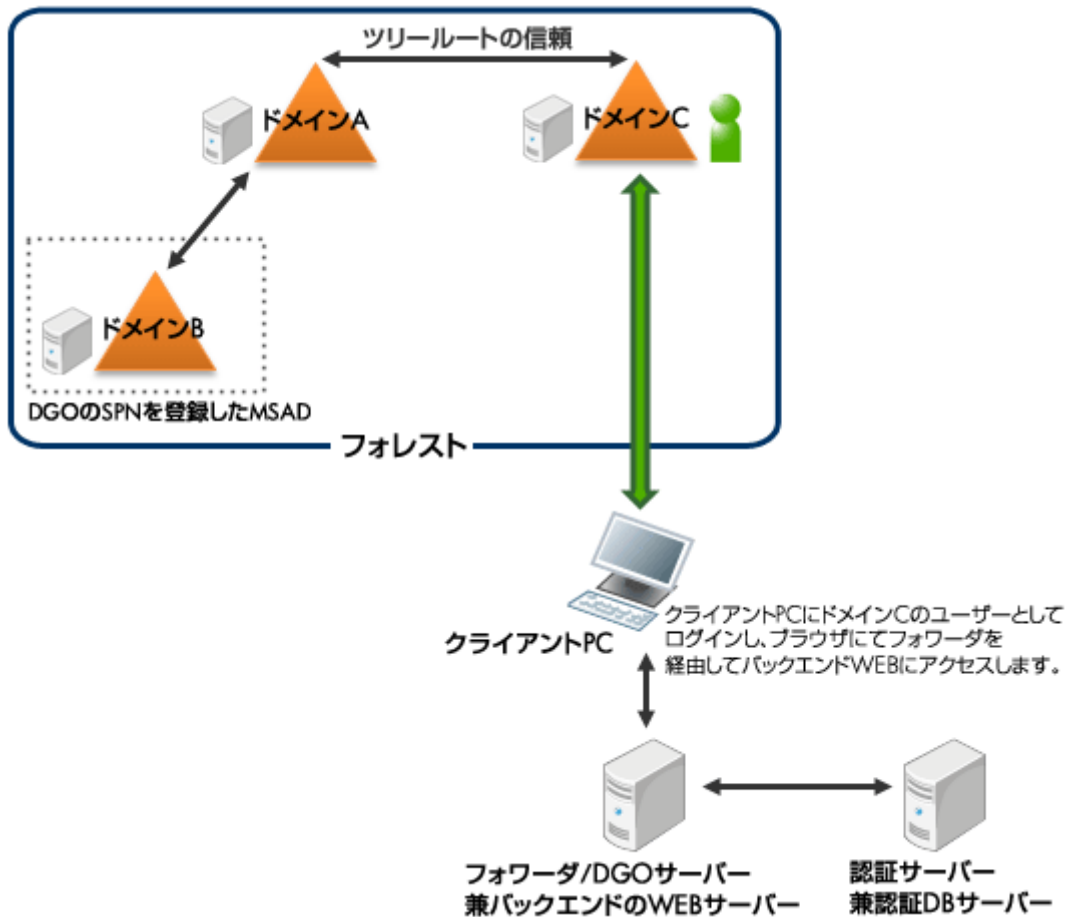 ツリールートの信頼
ドメインA
ドメインC
ドメインB
DGOのSPNを登録したMSAD
フォレスト
クライアントPC
クライアントPCにドメインCのユーザーとして
ログインし、ブラウザにてフォワーダを
経由してバックエンドWEBにアクセスします。
フォワーダ/DGOサーバー
兼バックエンドのWEBサーバー
認証サーバー
兼認証DBサーバー